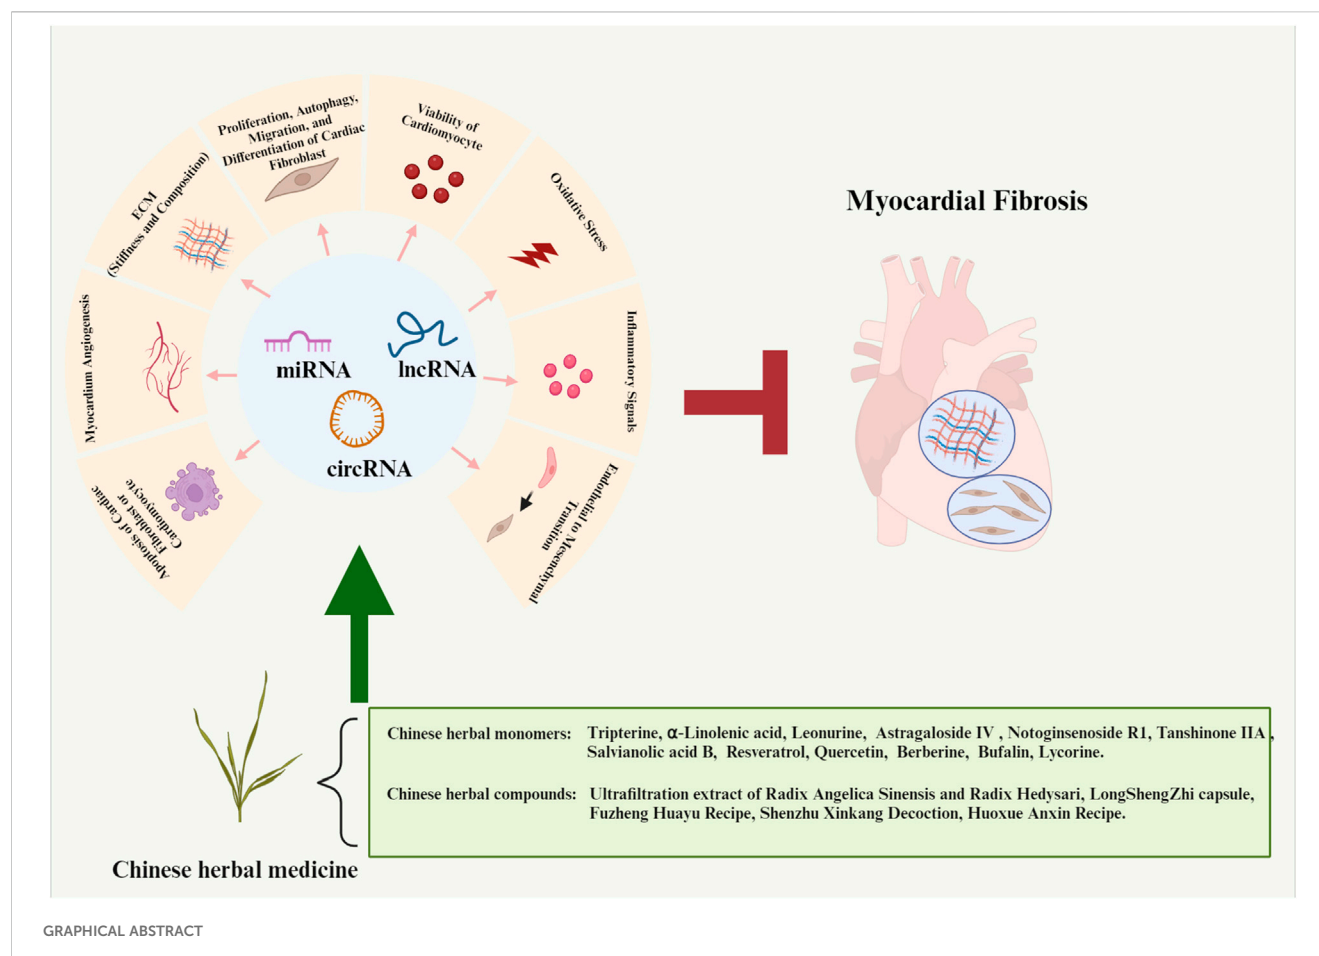 Proliferation, Autophagy,
Migration, and
Differentiation of Cardiac
Fibroblast
Viability of
Cardiomyocyte
Oxidative Stress
Inflammatory Signals
Endothelial to Mesenchymal
Transition
ECM
(Stiffness and Composition)
Myocardium Angiogenesis
Apoptosis of Cardiac
Fibroblast or
Cardiomyocyte
miRNA
lncRNA
circRNA
Myocardial Fibrosis
Chinese herbal monomers: Tripterine, α-Linolenic acid, Leonurine, Astragaloside IV , Notoginsenoside R1, Tanshinone IIA ,
Salvianolic acid B, Resveratrol, Quercetin, Berberine, Bufalin, Lycorine.
Chinese herbal compounds: Ultrafiltration extract of Radix Angelica Sinensis and Radix Hedysari, LongShengZhi capsule,
Fuzheng Huayu Recipe, Shenzhu Xinkang Decoction, Huoxue Anxin Recipe.
Chinese herbal medicine
GRAPHICAL ABSTRACT